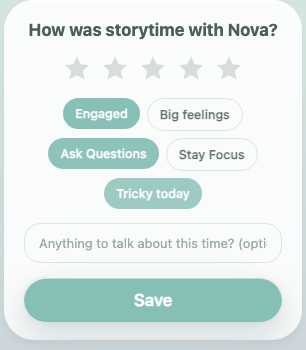 How was storytime with Nova?
Engaged
Big feelings
Ask Questions
Stay Focus
Tricky today
Anything to talk about this time? (opti
Save